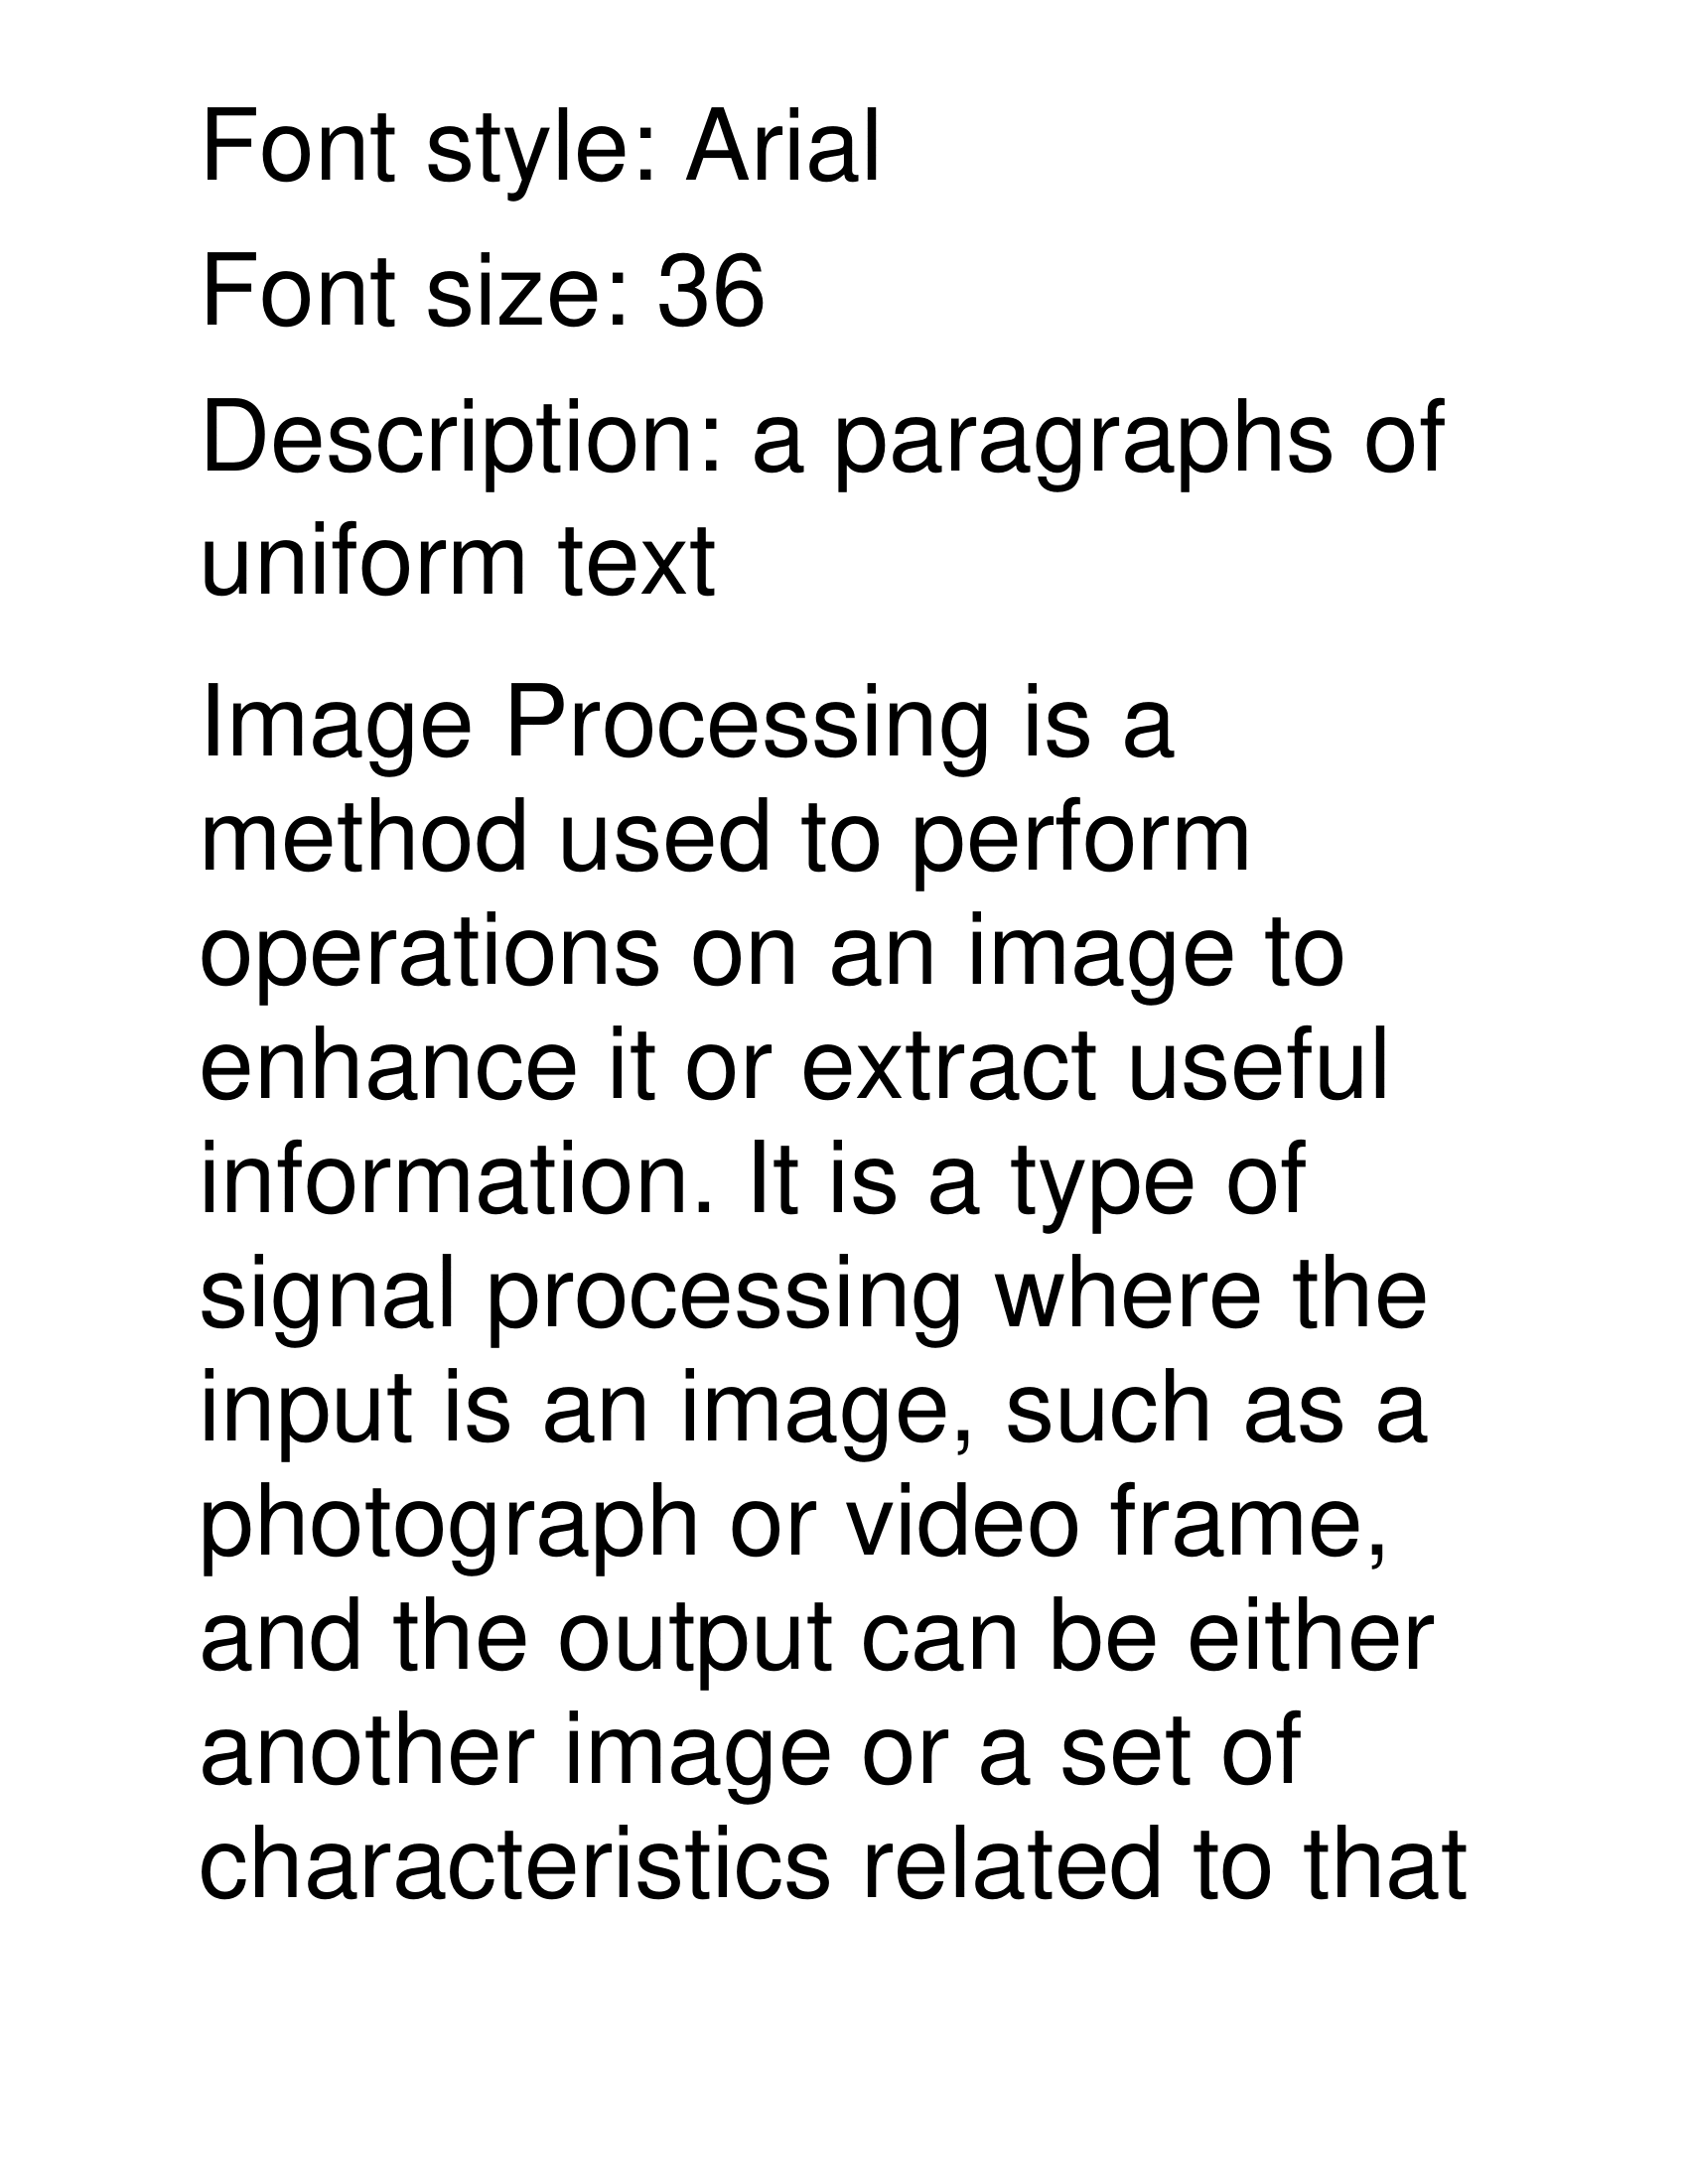 Font style: Arial
Font size: 36
Description: a paragraphs of
uniform text
Image Processing is a
method used to perform
operations on an image to
enhance it or extract useful
information. It is a type of
signal processing where the
input is an image, such as a
photograph or video frame,
and the output can be either
another image or a set of
characteristics related to that